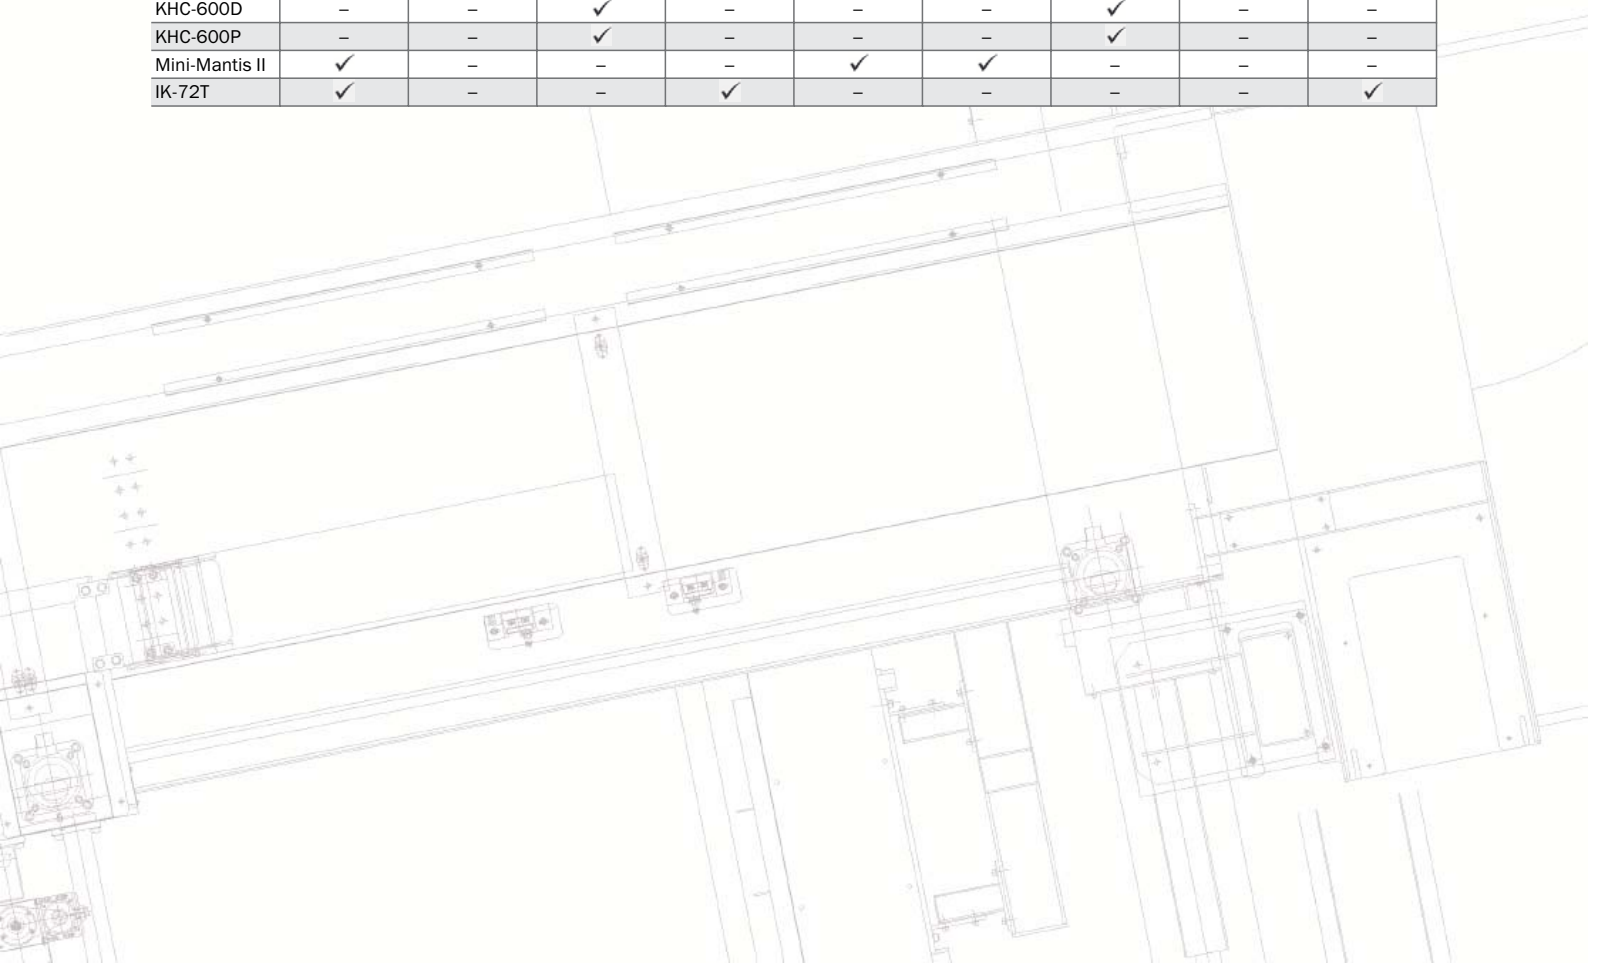 KHC-600D – – ✓ – – – ✓ – –
KHC-600P – – ✓ – – – ✓ – –
Mini-Mantis II ✓ – – – ✓ ✓ – – –
IK-72T ✓ – – ✓ – – – – ✓